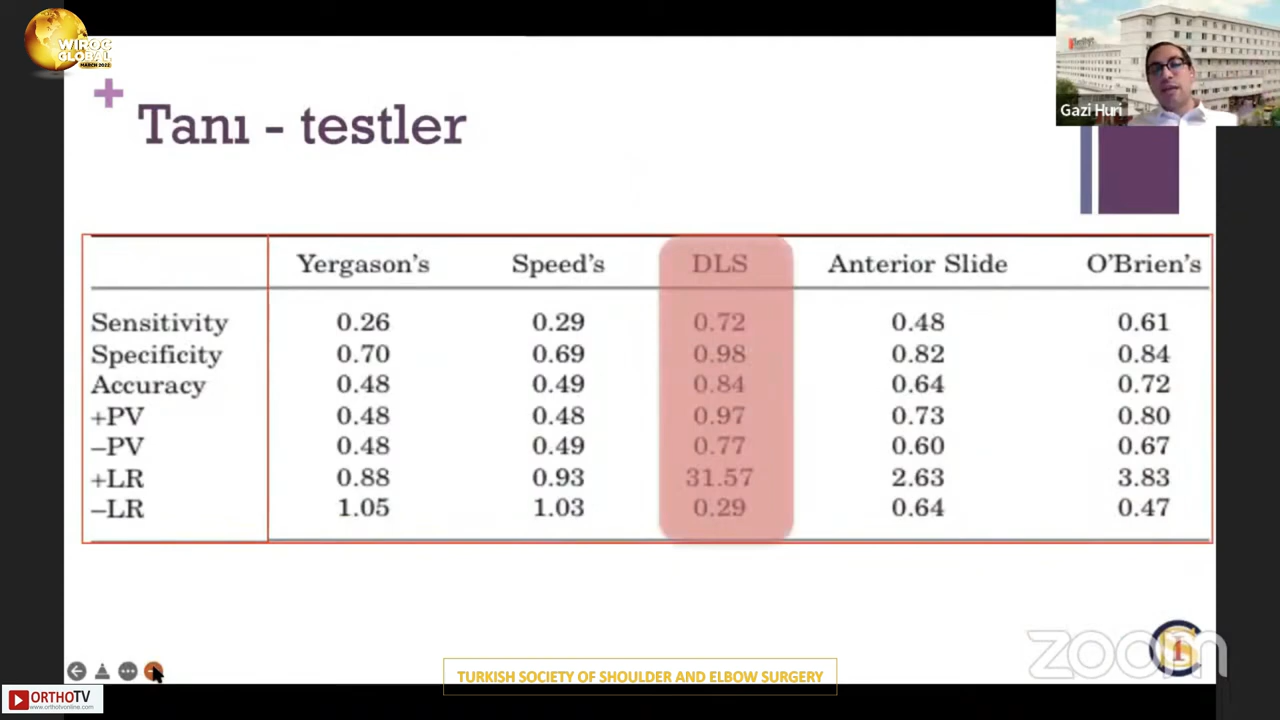 WIROC
GLOBAL
MARCH 2022
Gazi Huri
+
Tanı - testler
Yergason's Speed's DLS Anterior Slide O'Brien's
Sensitivity 0.26 0.29 0.72 0.48 0.61
Specificity 0.70 0.69 0.98 0.82 0.84
Accuracy 0.48 0.49 0.84 0.64 0.72
+PV 0.48 0.48 0.97 0.73 0.80
–PV 0.48 0.49 0.77 0.60 0.67
+LR 0.88 0.93 31.57 2.63 3.83
–LR 1.05 1.03 0.29 0.64 0.47
zoom
TURKISH SOCIETY OF SHOULDER AND ELBOW SURGERY
ORTHOTV
www.orthotvonline.com